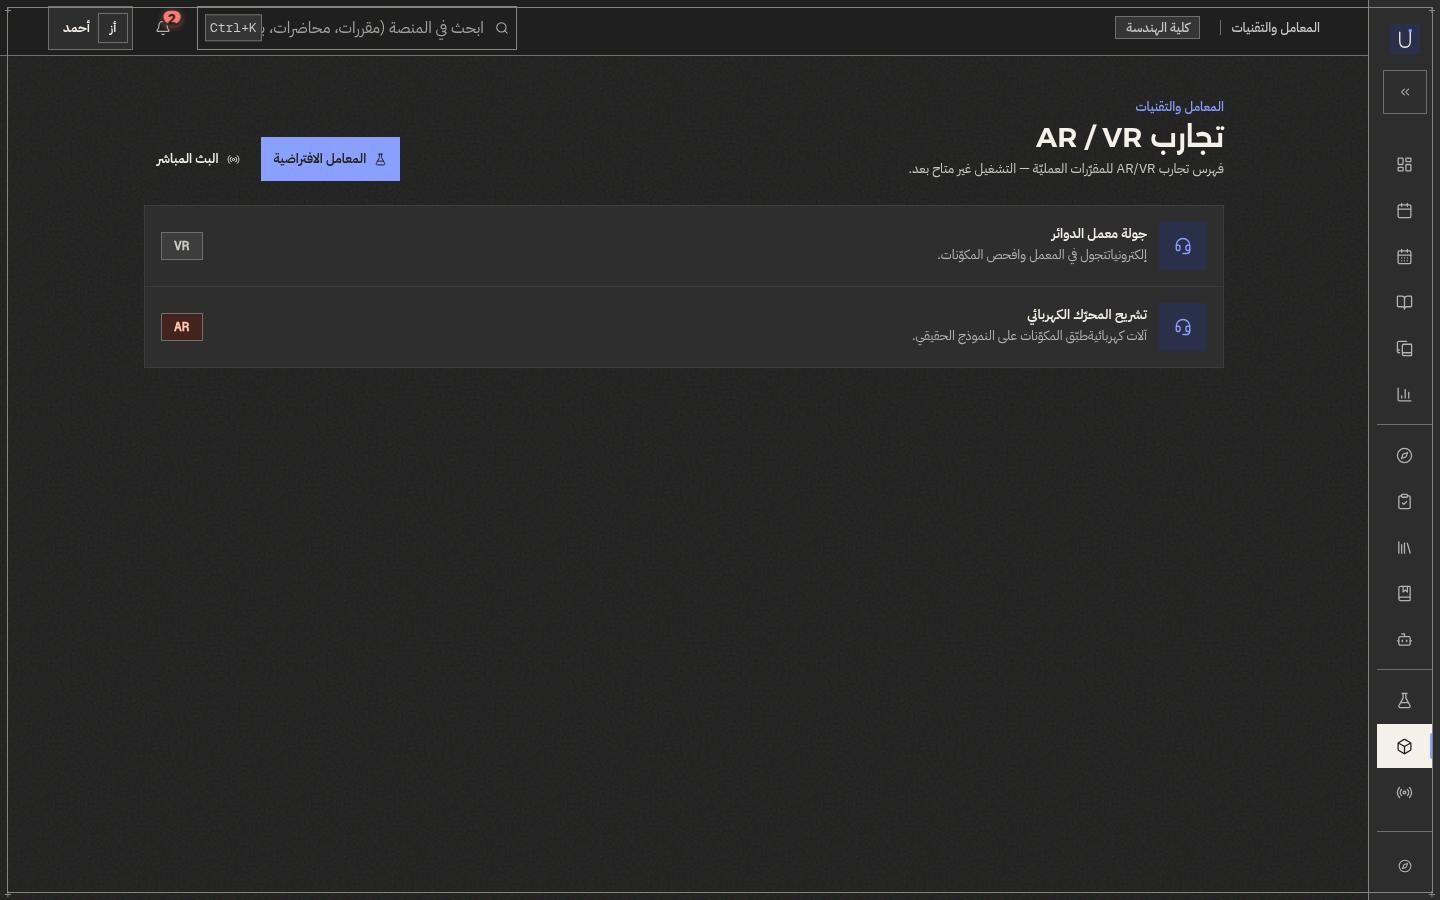 المعامل والتقنيات
كلية الهندسة
ابحث في المنصة (مقررات، محاضرات،
Ctrl+K
2
أز
أحمد
المعامل والتقنيات
تجارب AR / VR
فهرس تجارب AR/VR للمقرّرات العمليّة — التشغيل غير متاح بعد.
المعامل الافتراضية
البث المباشر
جولة معمل الدوائر
إلكترونياتتجول في المعمل وافحص المكوّنات.
VR
تشريح المحرّك الكهربائي
آلات كهربائيةطبّق المكوّنات على النموذج الحقيقي.
AR